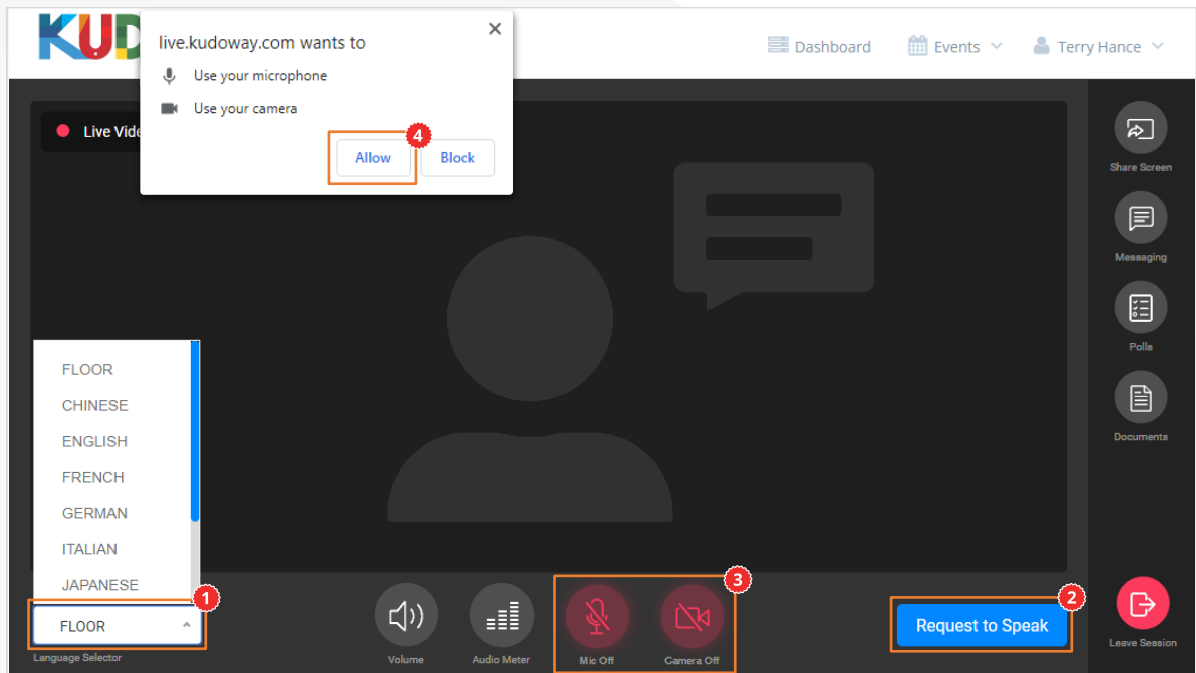 KUD
live.kudoway.com wants to
Use your microphone
Use your camera
Allow
Block
4
Dashboard
Events
Terry Hance
Live Vide
Share Screen
Messaging
Polls
Documents
FLOOR
CHINESE
ENGLISH
FRENCH
GERMAN
ITALIAN
JAPANESE
1
FLOOR
Language Selector
Volume
Audio Meter
3
Mic Off
Camera Off
2
Request to Speak
Leave Session